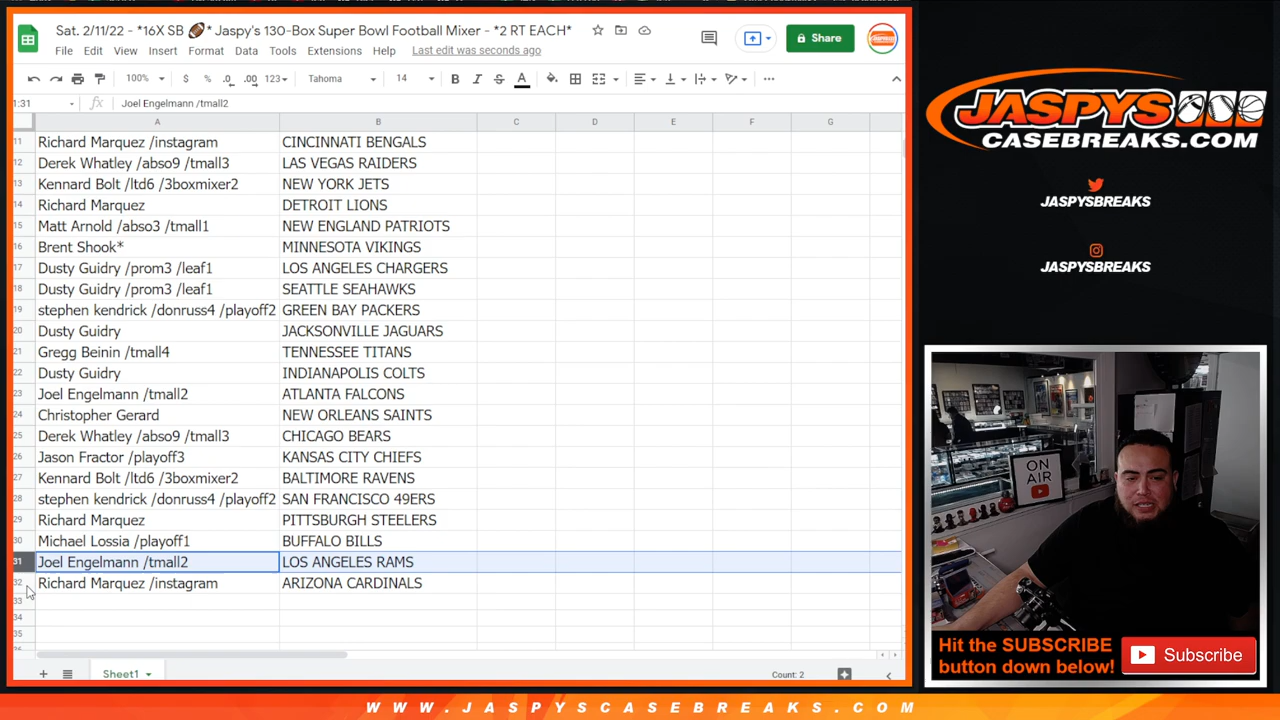 Sat. 2/11/22 - *16X SB 🏈* Jaspy's 130-Box Super Bowl Football Mixer - *2 RT EACH*
File Edit View Insert Format Data Tools Extensions Help Last edit was seconds ago
Share
100% $ % .0 .00 123 Tahoma 14 B I S A
1:31 fx Joel Engelmann /tmall2
A B C D E F G
11 Richard Marquez /instagram CINCINNATI BENGALS
12 Derek Whatley /abso9 /tmall3 LAS VEGAS RAIDERS
13 Kennard Bolt /ltd6 /3boxmixer2 NEW YORK JETS
14 Richard Marquez DETROIT LIONS
15 Matt Arnold /abso3 /tmall1 NEW ENGLAND PATRIOTS
16 Brent Shook* MINNESOTA VIKINGS
17 Dusty Guidry /prom3 /leaf1 LOS ANGELES CHARGERS
18 Dusty Guidry /prom3 /leaf1 SEATTLE SEAHAWKS
19 stephen kendrick /donruss4 /playoff2 GREEN BAY PACKERS
20 Dusty Guidry JACKSONVILLE JAGUARS
21 Gregg Beinin /tmall4 TENNESSEE TITANS
22 Dusty Guidry INDIANAPOLIS COLTS
23 Joel Engelmann /tmall2 ATLANTA FALCONS
24 Christopher Gerard NEW ORLEANS SAINTS
25 Derek Whatley /abso9 /tmall3 CHICAGO BEARS
26 Jason Fractor /playoff3 KANSAS CITY CHIEFS
27 Kennard Bolt /ltd6 /3boxmixer2 BALTIMORE RAVENS
28 stephen kendrick /donruss4 /playoff2 SAN FRANCISCO 49ERS
29 Richard Marquez PITTSBURGH STEELERS
30 Michael Lossia /playoff1 BUFFALO BILLS
31 Joel Engelmann /tmall2 LOS ANGELES RAMS
32 Richard Marquez /instagram ARIZONA CARDINALS
33
34
35
Sheet1 Count: 2
JASPYS
CASEBREAKS.COM
JASPYSBREAKS
JASPYSBREAKS
ON
AIR
Hit the SUBSCRIBE
button down below!
Subscribe
WWW.JASPYSCASEBREAKS.COM